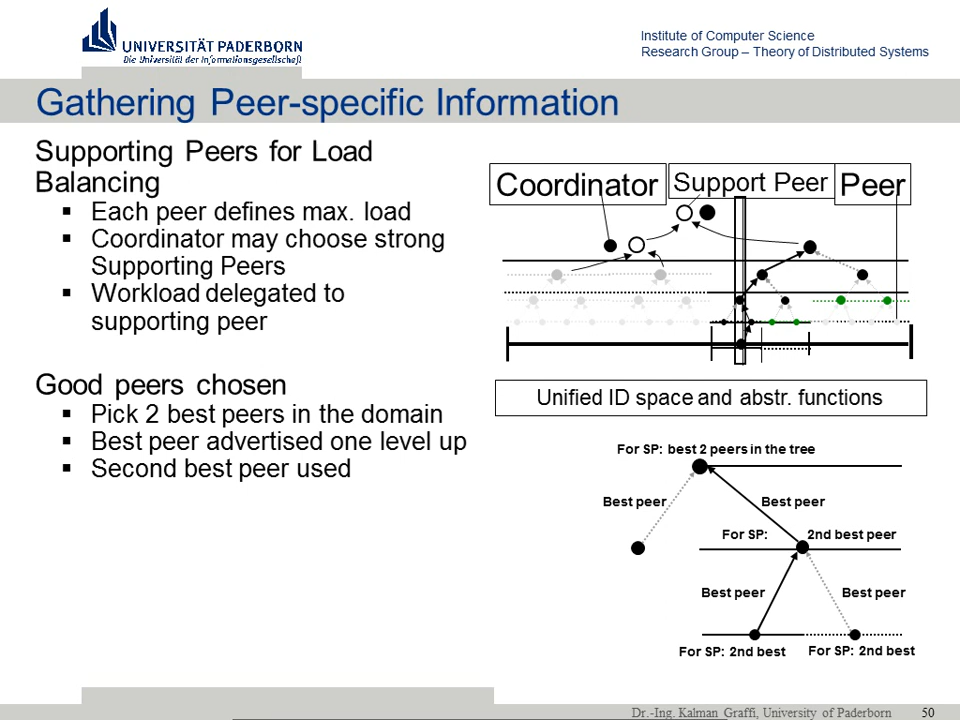 UNIVERSITÄT PADERBORN
Die Universität der Informationsgesellschaft
Institute of Computer Science
Research Group – Theory of Distributed Systems
Gathering Peer-specific Information
Supporting Peers for Load
Balancing
Each peer defines max. load
Coordinator may choose strong
Supporting Peers
Workload delegated to
supporting peer
Good peers chosen
Pick 2 best peers in the domain
Best peer advertised one level up
Second best peer used
Coordinator
Support Peer
Peer
Unified ID space and abstr. functions
For SP: best 2 peers in the tree
Best peer
Best peer
For SP:
2nd best peer
Best peer
Best peer
For SP: 2nd best
For SP: 2nd best
Dr.-Ing. Kalman Graffi, University of Paderborn
50